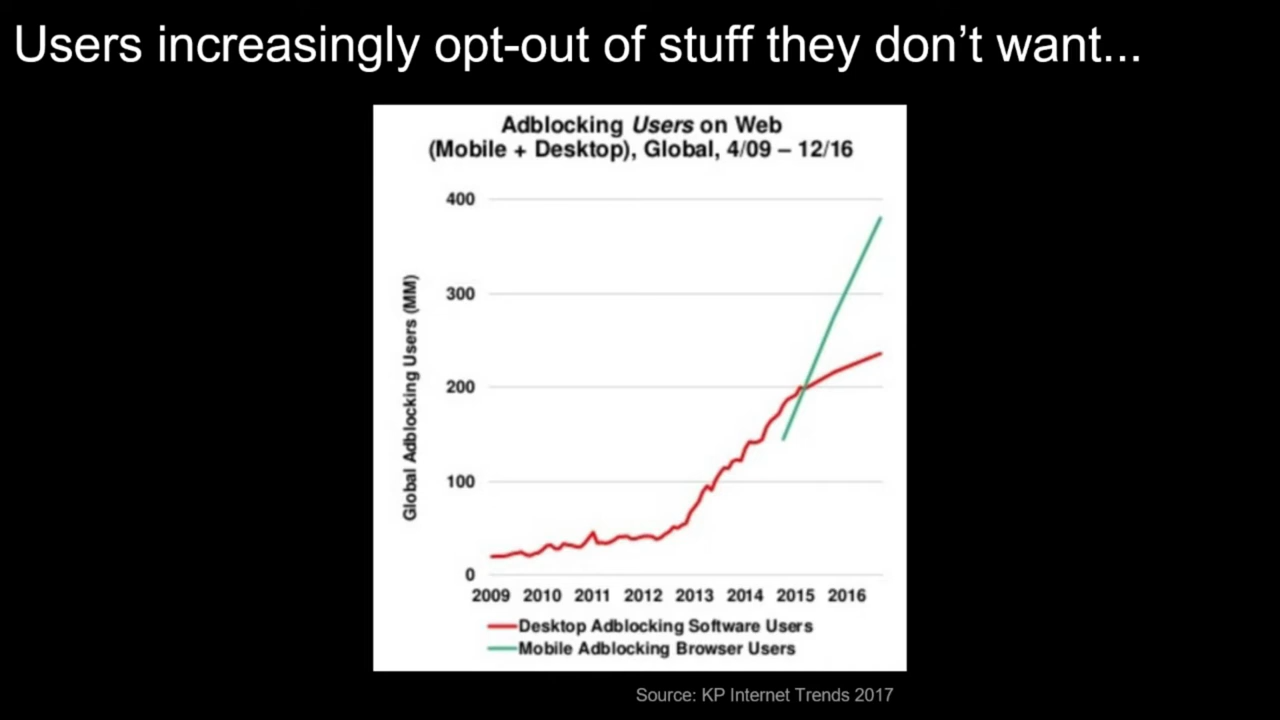 Users increasingly opt-out of stuff they don't want...
Adblocking Users on Web
(Mobile + Desktop), Global, 4/09 – 12/16
Global Adblocking Users (MM)
400
300
200
100
0
2009 2010 2011 2012 2013 2014 2015 2016
Desktop Adblocking Software Users
Mobile Adblocking Browser Users
Source: KP Internet Trends 2017